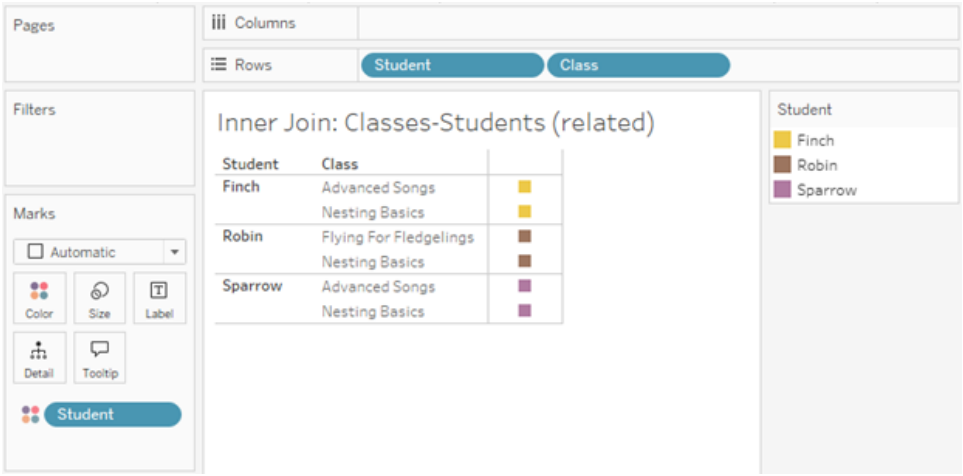 Pages
Columns
Rows Student Class
Filters
Inner Join: Classes-Students (related)
Student Class
Finch Advanced Songs
Nesting Basics
Robin Flying For Fledgelings
Nesting Basics
Sparrow Advanced Songs
Nesting Basics
Student
Finch
Robin
Sparrow
Marks
Automatic
Color Size Label
Detail Tooltip
Student